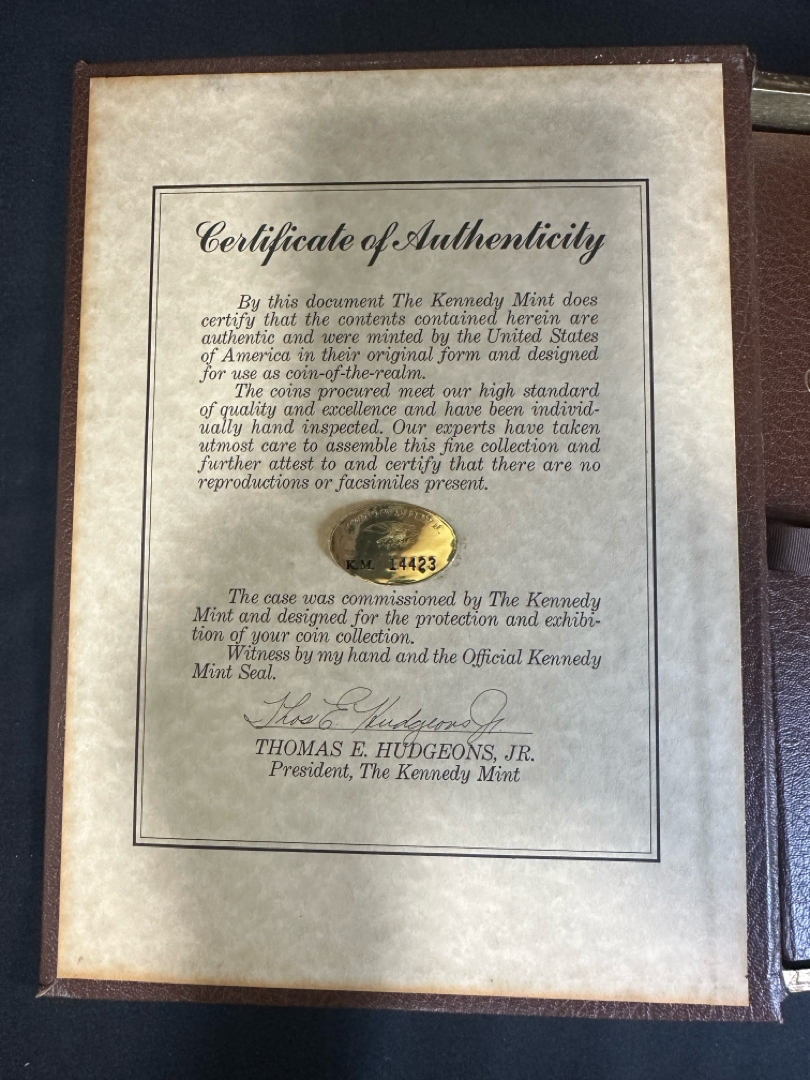 Certificate of Authenticity
By this document The Kennedy Mint does
certify that the contents contained herein are
authentic and were minted by the United States
of America in their original form and designed
for use as coin-of-the-realm.
The coins procured meet our high standard
of quality and excellence and have been individ-
ually hand inspected. Our experts have taken
utmost care to assemble this fine collection and
further attest to and certify that there are no
reproductions or facsimiles present.
K.M. 14423
The case was commissioned by The Kennedy
Mint and designed for the protection and exhibi-
tion of your coin collection.
Witness by my hand and the Official Kennedy
Mint Seal.
Thos E Hudgeons Jr
THOMAS E. HUDGEONS, JR.
President, The Kennedy Mint